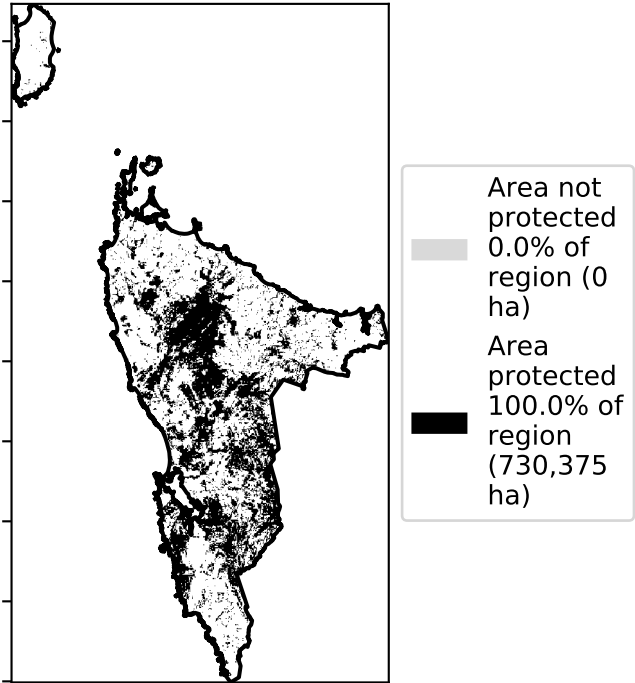 Area not
protected
0.0% of
region (0
ha)
Area
protected
100.0% of
region
(730,375
ha)